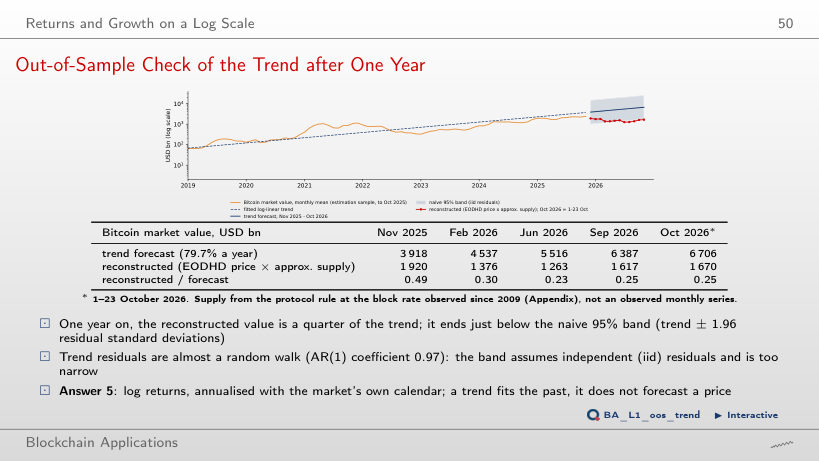 Returns and Growth on a Log Scale 50
Out-of-Sample Check of the Trend after One Year
USD bn (log scale)
10⁴
10³
10²
10¹
2019 2020 2021 2022 2023 2024 2025 2026
Bitcoin market value, monthly mean (estimation sample, to Oct 2025)
fitted log-linear trend
trend forecast, Nov 2025 - Oct 2026
naive 95% band (iid residuals)
reconstructed (EODHD price x approx. supply); Oct 2026 = 1-23 Oct
Bitcoin market value, USD bn Nov 2025 Feb 2026 Jun 2026 Sep 2026 Oct 2026*
trend forecast (79.7% a year) 3 918 4 537 5 516 6 387 6 706
reconstructed (EODHD price × approx. supply) 1 920 1 376 1 263 1 617 1 670
reconstructed / forecast 0.49 0.30 0.23 0.25 0.25
* 1–23 October 2026. Supply from the protocol rule at the block rate observed since 2009 (Appendix), not an observed monthly series.
One year on, the reconstructed value is a quarter of the trend; it ends just below the naive 95% band (trend ± 1.96
residual standard deviations)
Trend residuals are almost a random walk (AR(1) coefficient 0.97): the band assumes independent (iid) residuals and is too
narrow
Answer 5: log returns, annualised with the market's own calendar; a trend fits the past, it does not forecast a price
BA_L1_oos_trend ▶ Interactive
Blockchain Applications